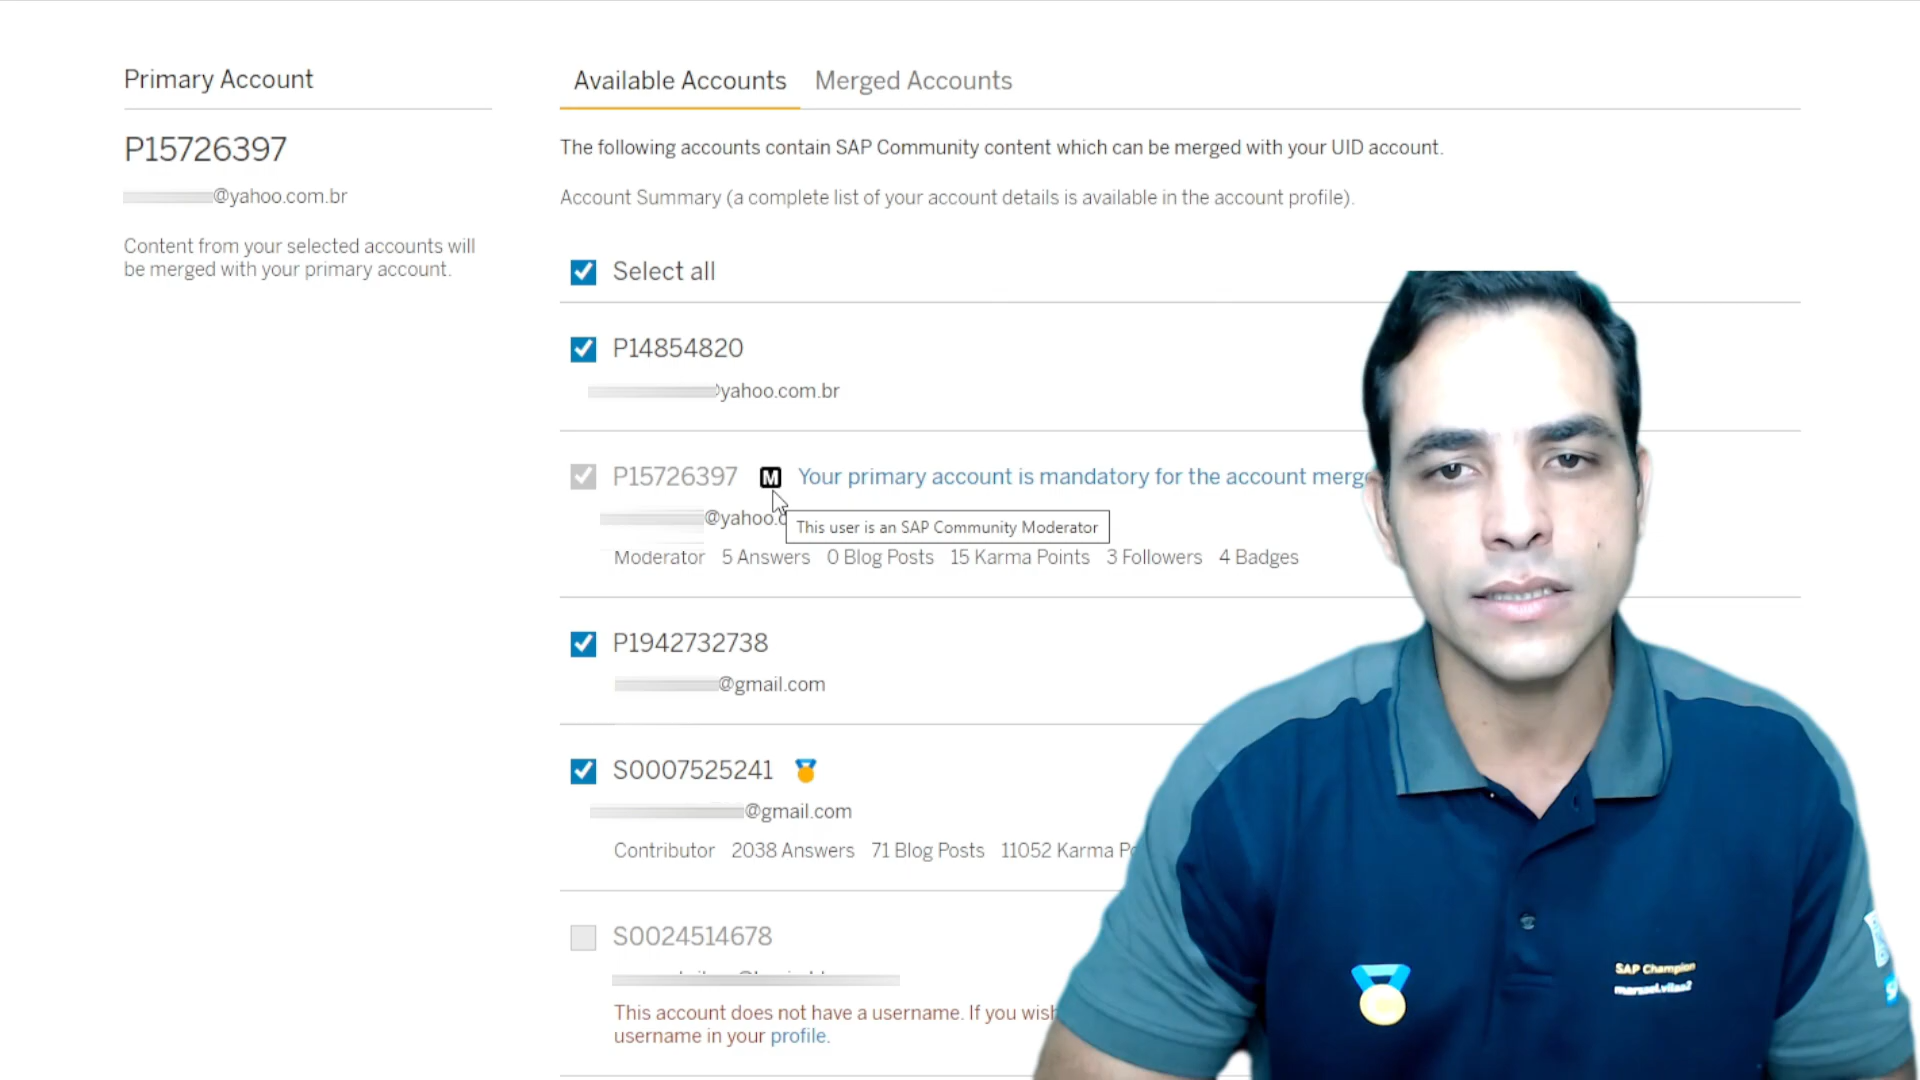 Primary Account
P15726397
@yahoo.com.br
Content from your selected accounts will
be merged with your primary account.
Available Accounts Merged Accounts
The following accounts contain SAP Community content which can be merged with your UID account.
Account Summary (a complete list of your account details is available in the account profile).
Select all
P14854820
yahoo.com.br
P15726397 M Your primary account is mandatory for the account merge
@yahoo.c
This user is an SAP Community Moderator
Moderator 5 Answers 0 Blog Posts 15 Karma Points 3 Followers 4 Badges
P1942732738
@gmail.com
S0007525241
@gmail.com
Contributor 2038 Answers 71 Blog Posts 11052 Karma Po
S0024514678
This account does not have a username. If you wish
username in your profile.
SAP Champion